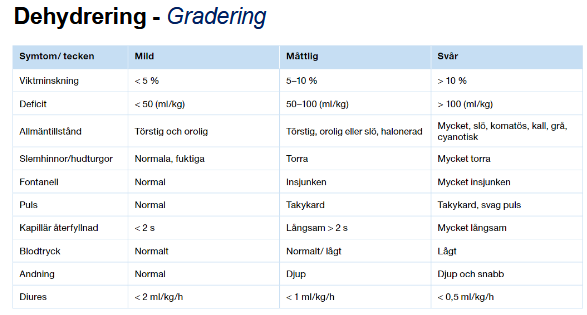 Dehydrering - Gradering
Symtom/ tecken Mild Måttlig Svår
Viktminskning < 5 % 5–10 % > 10 %
Deficit < 50 (ml/kg) 50–100 (ml/kg) > 100 (ml/kg)
Allmäntillstånd Törstig och orolig Törstig, orolig eller slö, halonerad Mycket, slö, komatös, kall, grå,
cyanotisk
Slemhinnor/hudturgor Normala, fuktiga Torra Mycket torra
Fontanell Normal Insjunken Mycket insjunken
Puls Normal Takykard Takykard, svag puls
Kapillär återfyllnad < 2 s Långsam > 2 s Mycket långsam
Blodtryck Normalt Normalt/ lågt Lågt
Andning Normal Djup Djup och snabb
Diures < 2 ml/kg/h < 1 ml/kg/h < 0,5 ml/kg/h